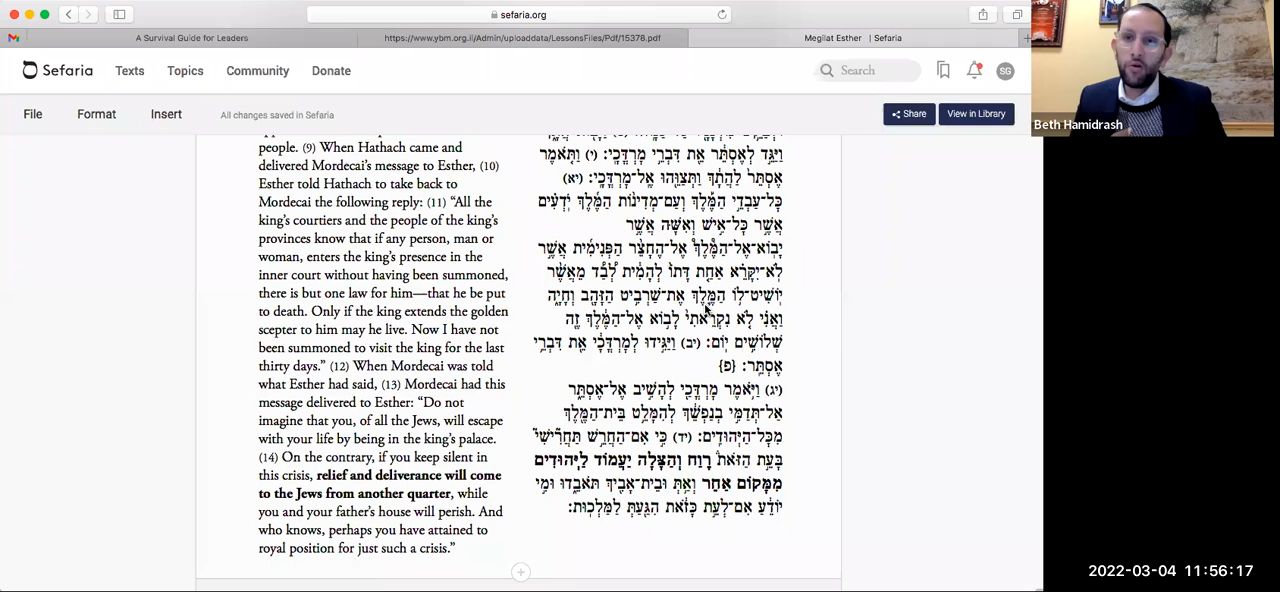 sefaria.org
A Survival Guide for Leaders
https://www.ybm.org.il/Admin/uploaddata/LessonsFiles/Pdf/15378.pdf
Megilat Esther | Sefaria
Sefaria
Texts
Topics
Community
Donate
Search
SG
File
Format
Insert
All changes saved in Sefaria
Share
View in Library
Beth Hamidrash
people. (9) When Hathach came and
delivered Mordecai's message to Esther, (10)
Esther told Hathach to take back to
Mordecai the following reply: (11) “All the
king's courtiers and the people of the king's
provinces know that if any person, man or
woman, enters the king's presence in the
inner court without having been summoned,
there is but one law for him—that he be put
to death. Only if the king extends the golden
scepter to him may he live. Now I have not
been summoned to visit the king for the last
thirty days.” (12) When Mordecai was told
what Esther had said, (13) Mordecai had this
message delivered to Esther: “Do not
imagine that you, of all the Jews, will escape
with your life by being in the king's palace.
(14) On the contrary, if you keep silent in
this crisis, relief and deliverance will come
to the Jews from another quarter, while
you and your father's house will perish. And
who knows, perhaps you have attained to
royal position for just such a crisis.”
וַיַּגֵּד לְאֶסְתֵּר אֵת דִּבְרֵי מׇרְדֳּכָי׃ (י) וַתֹּאמֶר
אֶסְתֵּר לַהֲתָךְ וַתְּצַוֵּהוּ אֶל־מׇרְדֳּכָי׃ (יא)
כׇּל־עַבְדֵי הַמֶּלֶךְ וְעַם־מְדִינוֹת הַמֶּלֶךְ יֹדְעִים
אֲשֶׁר כׇּל־אִישׁ וְאִשָּׁה אֲשֶׁר
יָבוֹא־אֶל־הַמֶּלֶךְ אֶל־הֶחָצֵר הַפְּנִימִית אֲשֶׁר
לֹא־יִקָּרֵא אַחַת דָּתוֹ לְהָמִית לְבַד מֵאֲשֶׁר
יוֹשִׁיט־לוֹ הַמֶּלֶךְ אֶת־שַׁרְבִיט הַזָּהָב וְחָיָה
וַאֲנִי לֹא נִקְרֵאתִי לָבוֹא אֶל־הַמֶּלֶךְ זֶה
שְׁלוֹשִׁים יוֹם׃ (יב) וַיַּגִּידוּ לְמׇרְדֳּכָי אֵת דִּבְרֵי
אֶסְתֵּר׃ {פ}
(יג) וַיֹּאמֶר מׇרְדֳּכַי לְהָשִׁיב אֶל־אֶסְתֵּר
אַל־תְּדַמִּי בְנַפְשֵׁךְ לְהִמָּלֵט בֵּית־הַמֶּלֶךְ
מִכׇּל־הַיְּהוּדִים׃ (יד) כִּי אִם־הַחֲרֵשׁ תַּחֲרִישִׁי
בָּעֵת הַזֹּאת רֶוַח וְהַצָּלָה יַעֲמוֹד לַיְּהוּדִים
מִמָּקוֹם אַחֵר וְאַתְּ וּבֵית־אָבִיךְ תֹּאבֵדוּ וּמִי
יוֹדֵעַ אִם־לְעֵת כָּזֹאת הִגַּעַתְּ לַמַּלְכוּת׃
2022-03-04 11:56:17